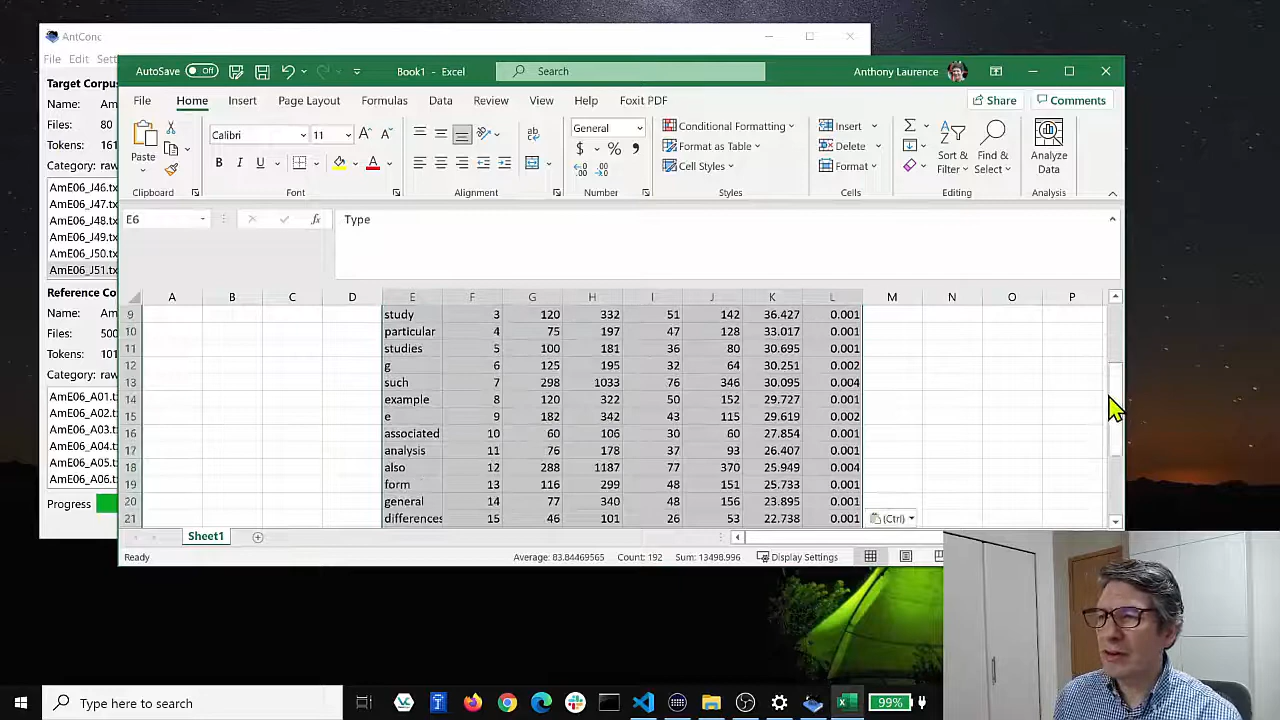 AntConc
File Edit Sett
Target Corpu
Name: Am
Files: 80
Tokens: 161
Category: raw
AmE06_J46.tx
AmE06_J47.tx
AmE06_J48.tx
AmE06_J49.tx
AmE06_J50.tx
AmE06_J51.tx
Reference Co
Name: Am
Files: 500
Tokens: 101
Category: raw
AmE06_A01.t
AmE06_A02.t
AmE06_A03.t
AmE06_A04.t
AmE06_A05.t
AmE06_A06.t
Progress
AutoSave Off Book1 - Excel Search Anthony Laurence
File Home Insert Page Layout Formulas Data Review View Help Foxit PDF Share Comments
Paste
Clipboard
Calibri 11
B I U
Font
Alignment
General
$ % ,
Number
Conditional Formatting
Format as Table
Cell Styles
Styles
Insert
Delete
Format
Cells
Sort & Filter
Find & Select
Editing
Analyze Data
Analysis
E6 fx Type
A B C D E F G H I J K L M N O P
9 study 3 120 332 51 142 36.427 0.001
10 particular 4 75 197 47 128 33.017 0.001
11 studies 5 100 181 36 80 30.695 0.001
12 g 6 125 195 32 64 30.251 0.002
13 such 7 298 1033 76 346 30.095 0.004
14 example 8 120 322 50 152 29.727 0.001
15 e 9 182 342 43 115 29.619 0.002
16 associated 10 60 106 30 60 27.854 0.001
17 analysis 11 76 178 37 93 26.407 0.001
18 also 12 288 1187 77 370 25.949 0.004
19 form 13 116 299 48 151 25.733 0.001
20 general 14 77 340 48 156 23.895 0.001
21 differences 15 46 101 26 53 22.738 0.001
(Ctrl)
Sheet1
Ready Average: 83.84469565 Count: 192 Sum: 13498.996 Display Settings
Type here to search
99%